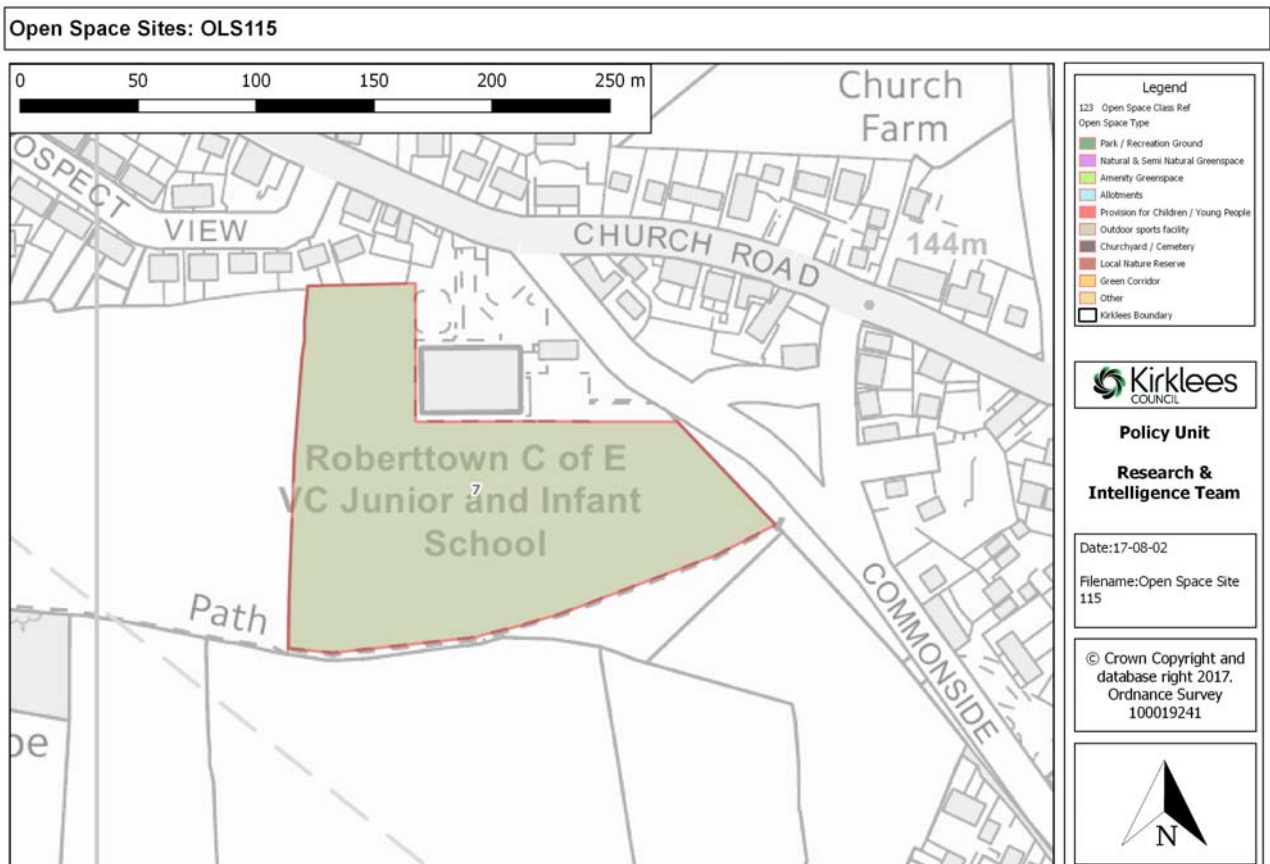 Open Space Sites: OLS115
0 50 100 150 200 250 m
Church
Farm
OSPECT
VIEW
CHURCH ROAD
144m
Roberttown C of E
7
VC Junior and Infant
School
Path
COMMONSIDE
pe
Legend
123 Open Space Class Ref
Open Space Type
Park / Recreation Ground
Natural & Semi Natural Greenspace
Amenity Greenspace
Allotments
Provision for Children / Young People
Outdoor sports facility
Churchyard / Cemetery
Local Nature Reserve
Green Corridor
Other
Kirklees Boundary
Kirklees
COUNCIL
Policy Unit
Research &
Intelligence Team
Date:17-08-02
Filename:Open Space Site
115
© Crown Copyright and
database right 2017.
Ordnance Survey
100019241
N